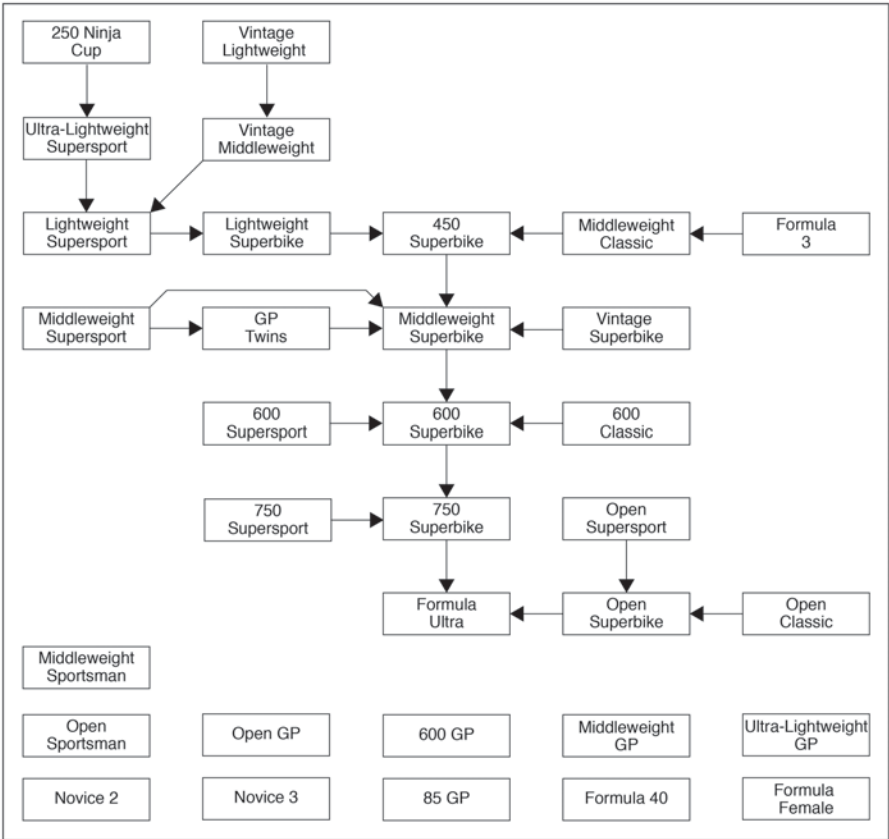 250 Ninja
Cup
Vintage
Lightweight
Ultra-Lightweight
Supersport
Vintage
Middleweight
Lightweight
Supersport
Lightweight
Superbike
450
Superbike
Middleweight
Classic
Formula
3
Middleweight
Supersport
GP
Twins
Middleweight
Superbike
Vintage
Superbike
600
Supersport
600
Superbike
600
Classic
750
Supersport
750
Superbike
Open
Supersport
Formula
Ultra
Open
Superbike
Open
Classic
Middleweight
Sportsman
Open
Sportsman
Open GP
600 GP
Middleweight
GP
Ultra-Lightweight
GP
Novice 2
Novice 3
85 GP
Formula 40
Formula
Female